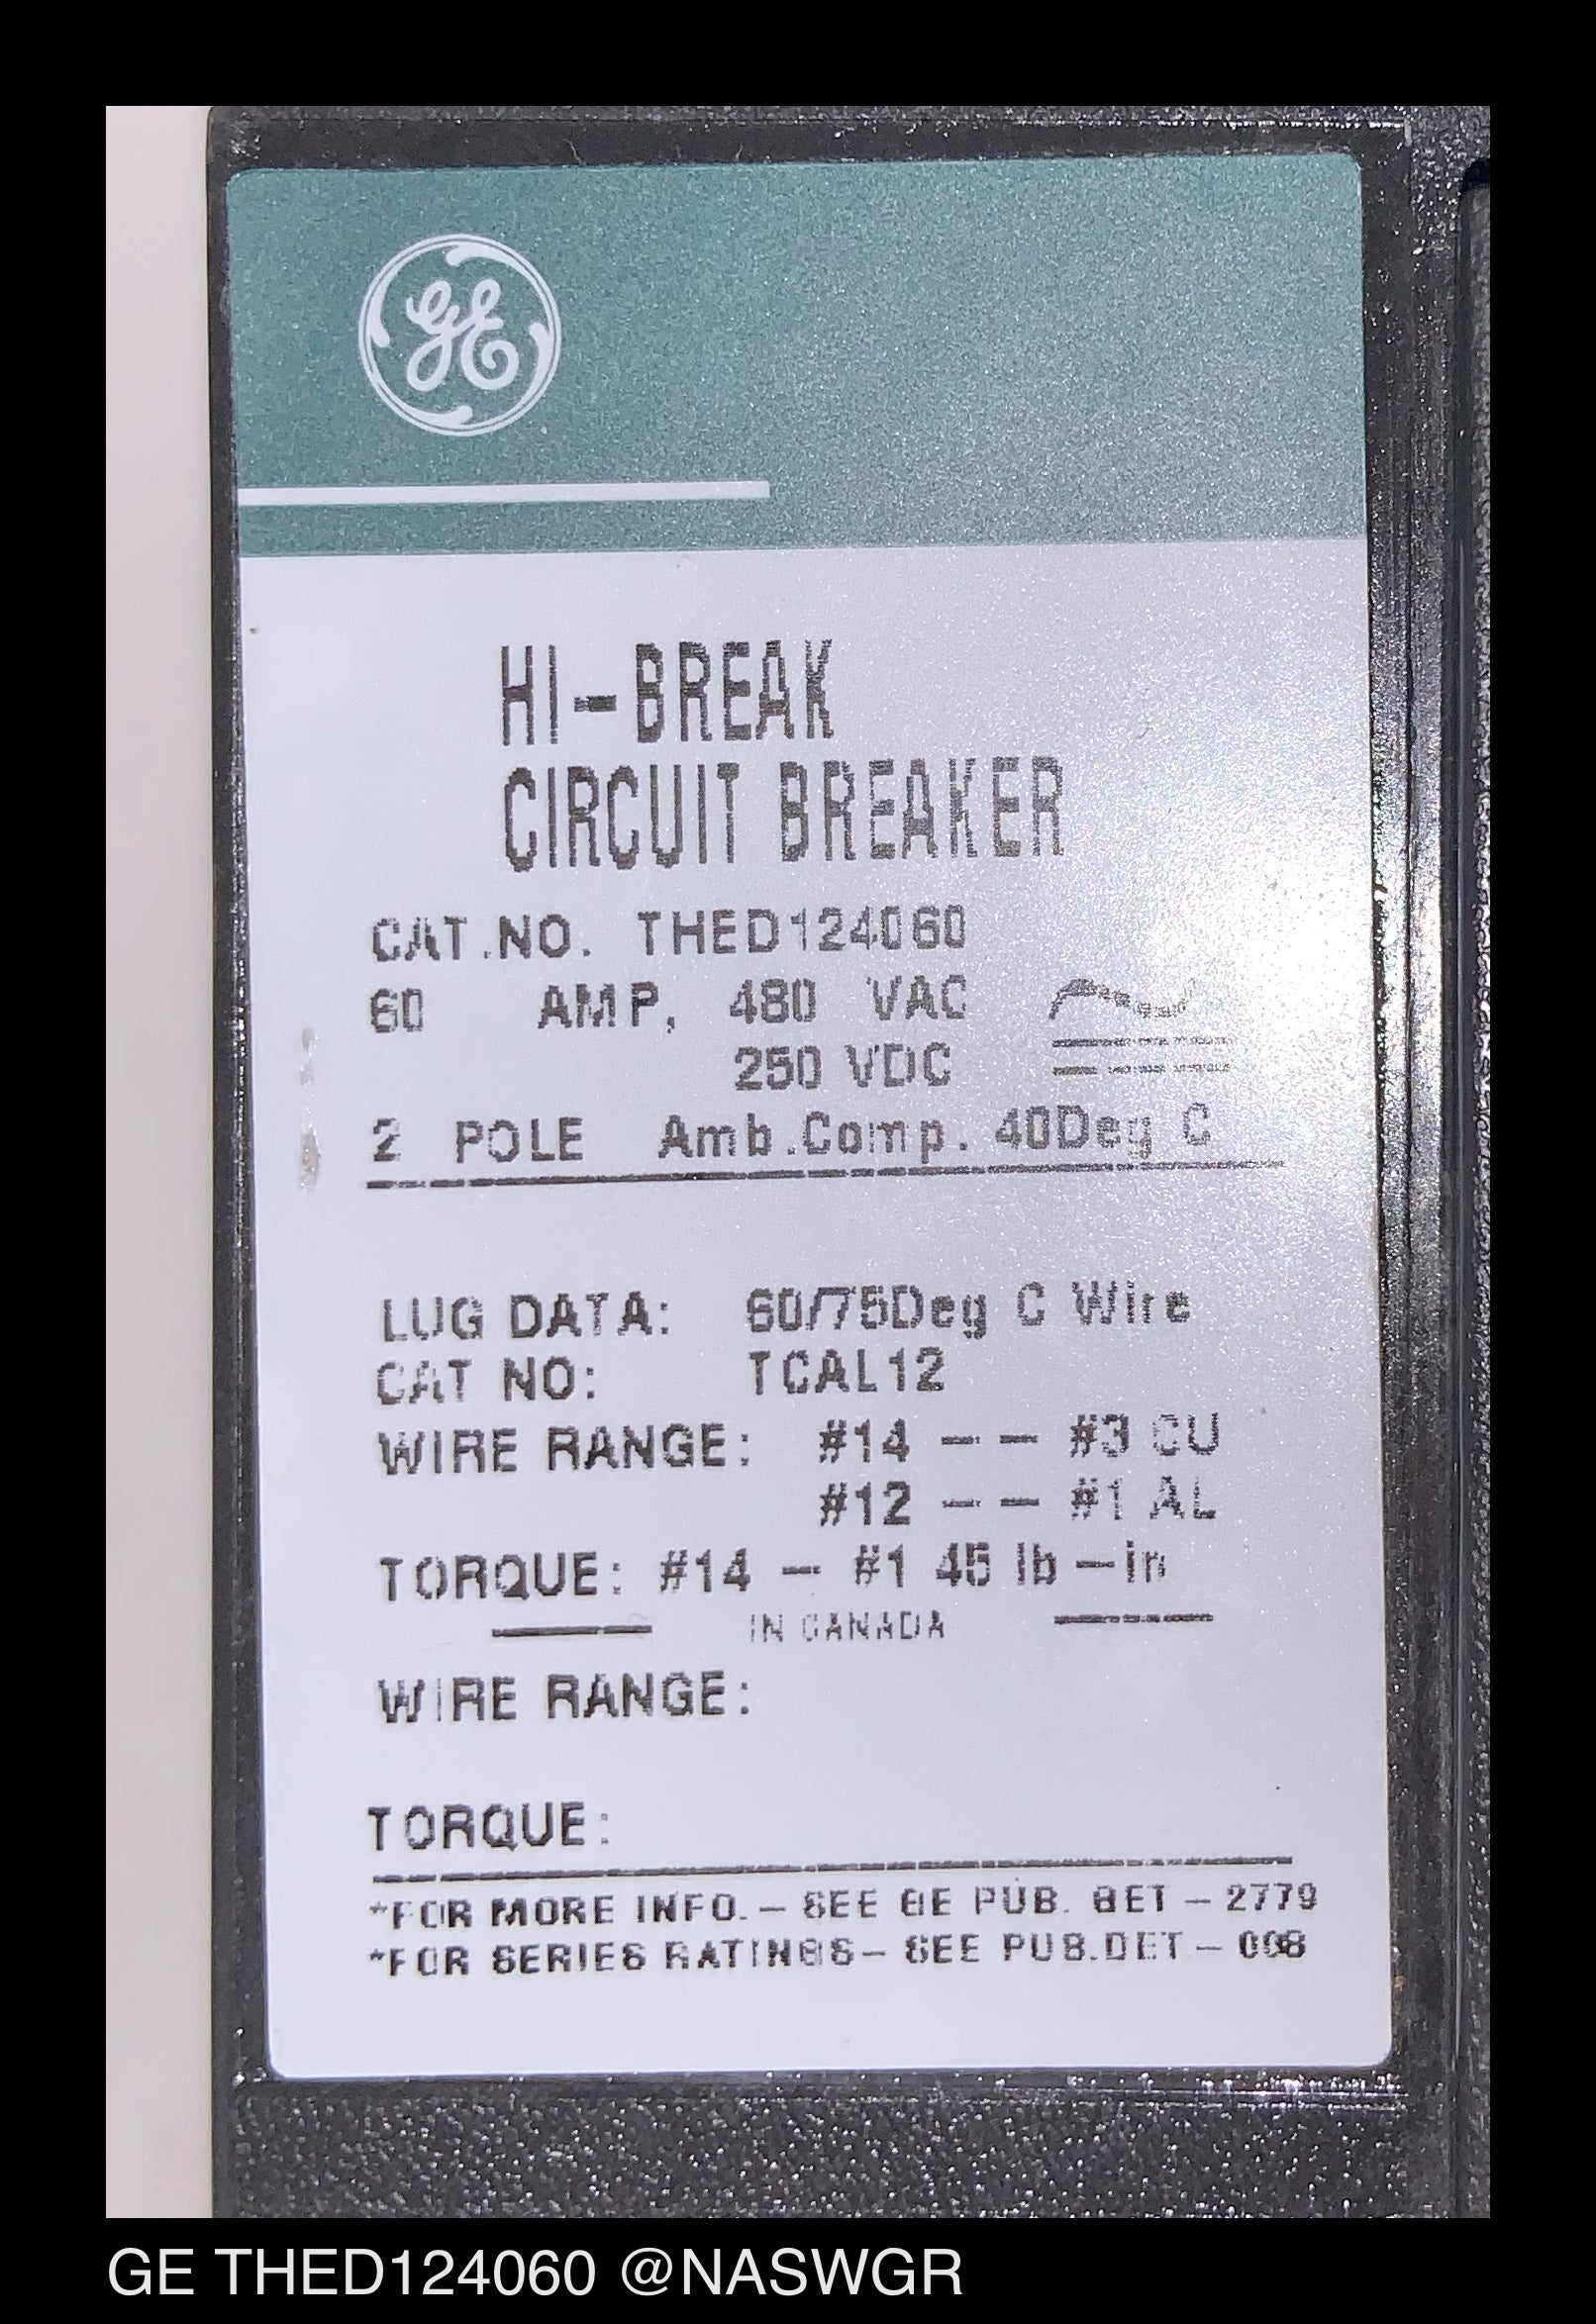 GE
HI-BREAK
CIRCUIT BREAKER
CAT.NO. THED124060
60 AMP, 480 VAC
250 VDC
2 POLE Amb.Comp. 40Deg C
LUG DATA: 60/75Deg C Wire
CAT NO: TCAL12
WIRE RANGE: #14 -- #3 CU
#12 -- #1 AL
TORQUE: #14 - #1 45 lb-in
IN CANADA
WIRE RANGE:
TORQUE:
*FOR MORE INFO.- SEE GE PUB. GET - 2779
*FOR SERIES RATINGS- SEE PUB.DET - 008
GE THED124060 @NASWGR